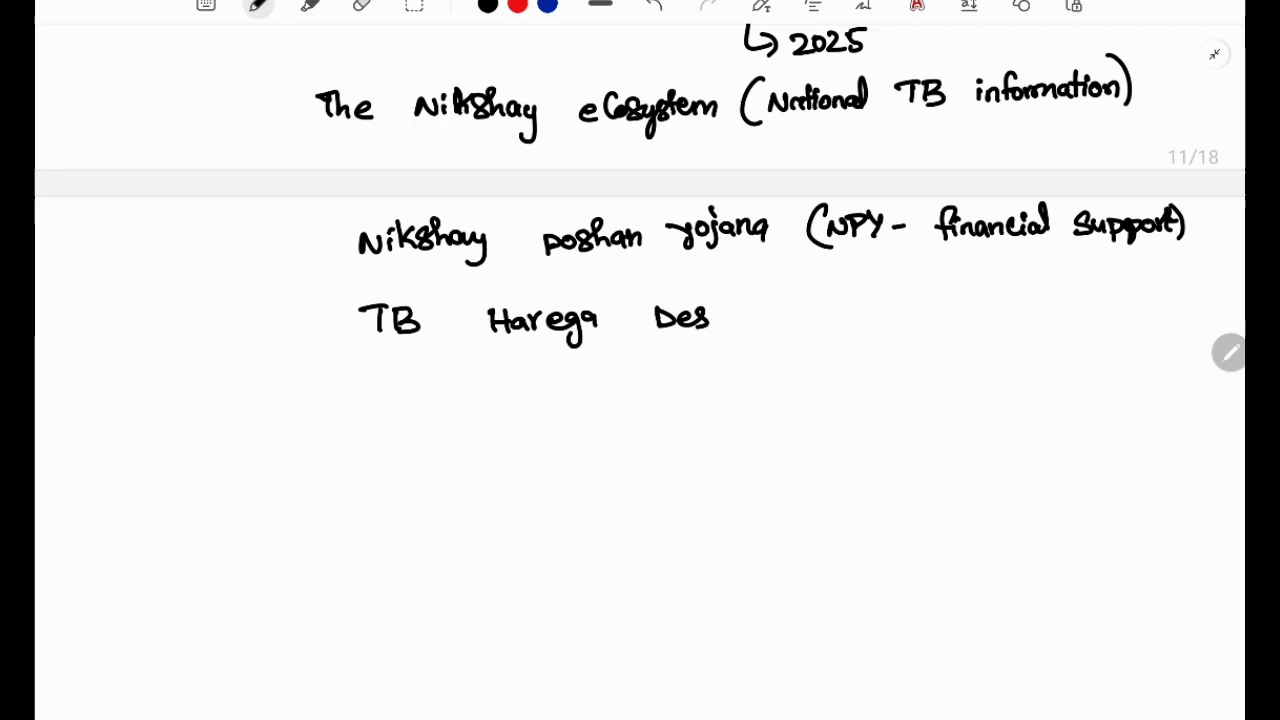 ↳ 2025
The Nikshay ecosystem (National TB information)
11/18
Nikshay poshan yojana (NPY - financial support)
TB Harega Des